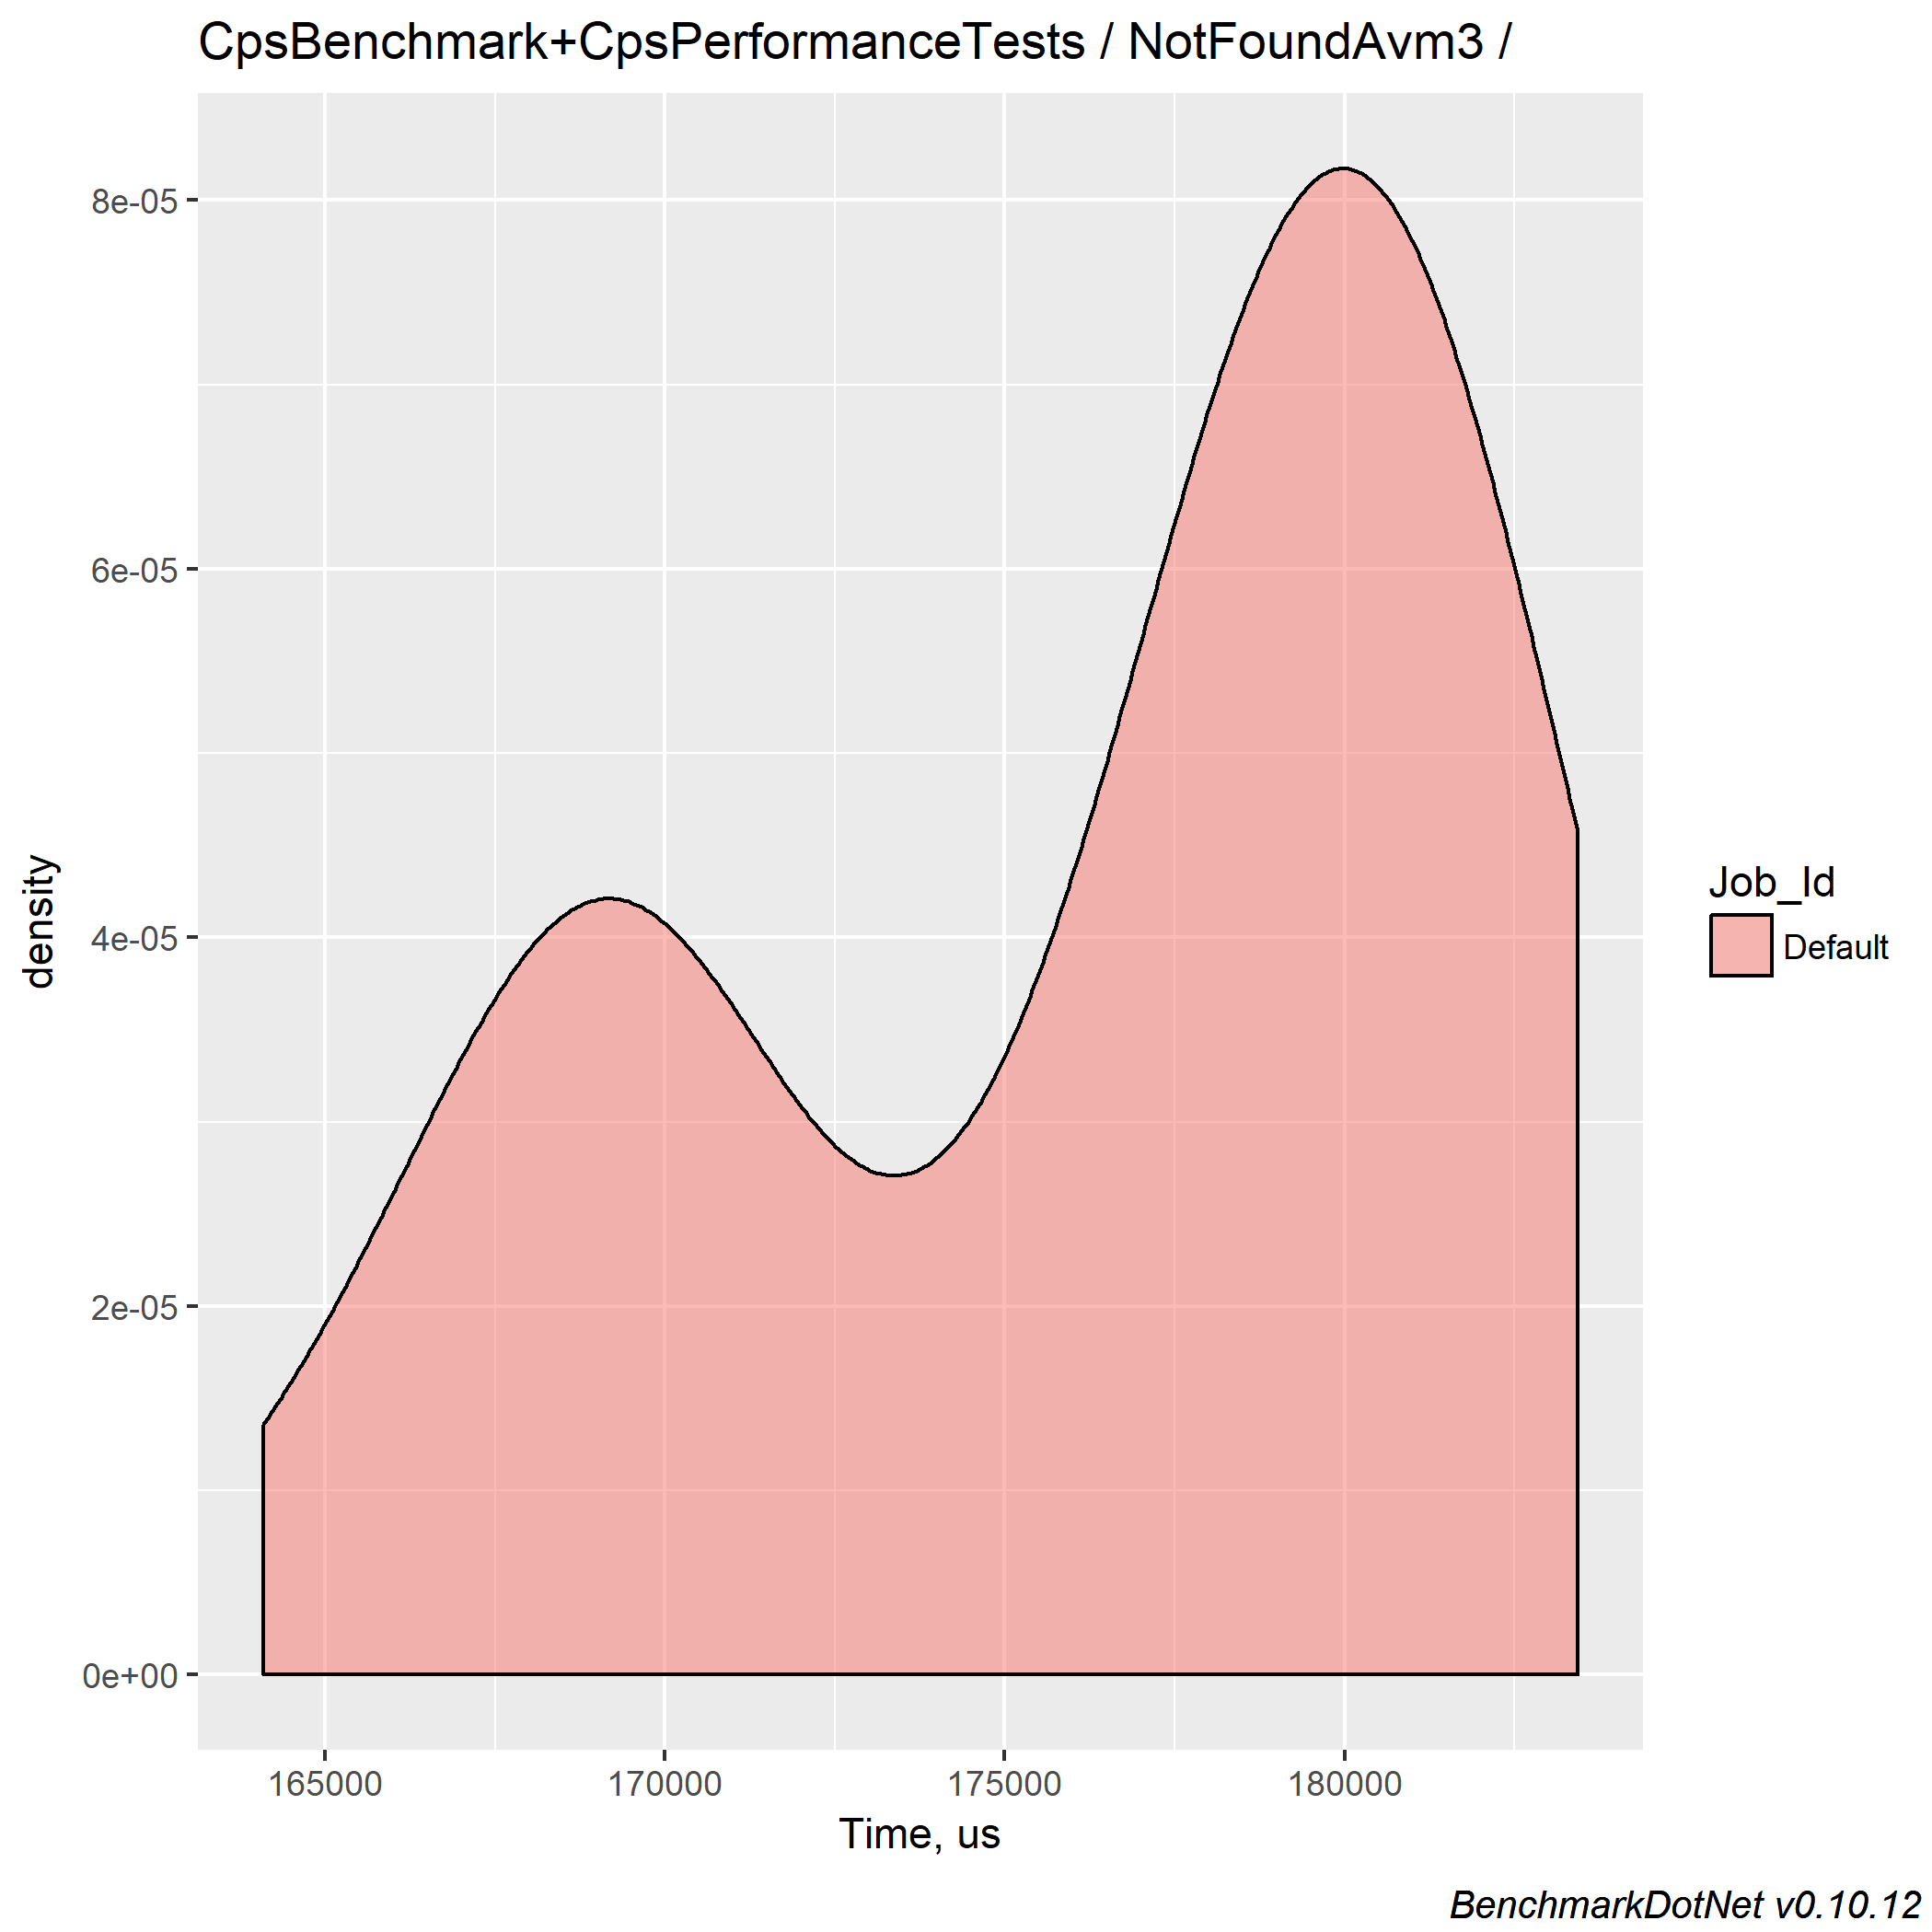 CpsBenchmark+CpsPerformanceTests / NotFoundAvm3 /
8e-05
6e-05
4e-05
2e-05
0e+00
density
165000 170000 175000 180000
Time, us
Job_Id
Default
BenchmarkDotNet v0.10.12